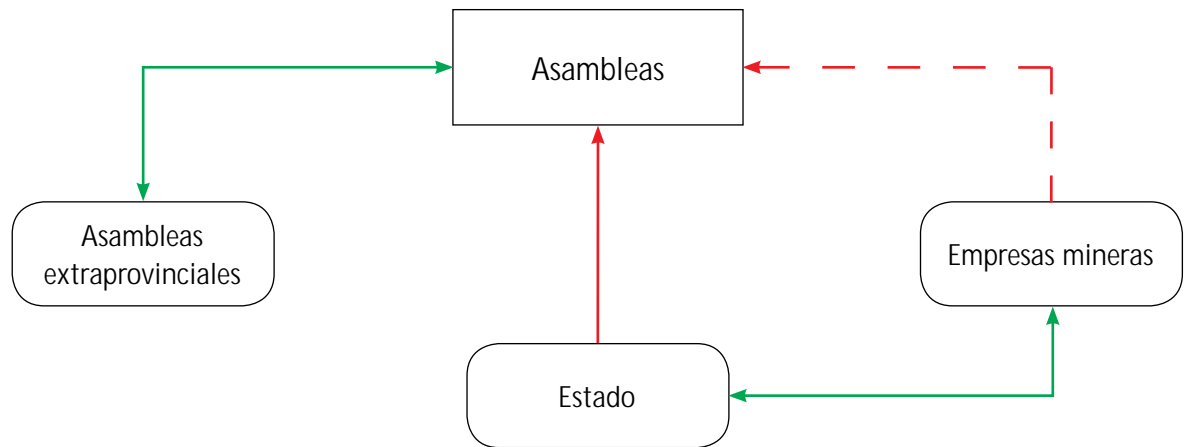 Asambleas
Asambleas
extraprovinciales
Empresas mineras
Estado